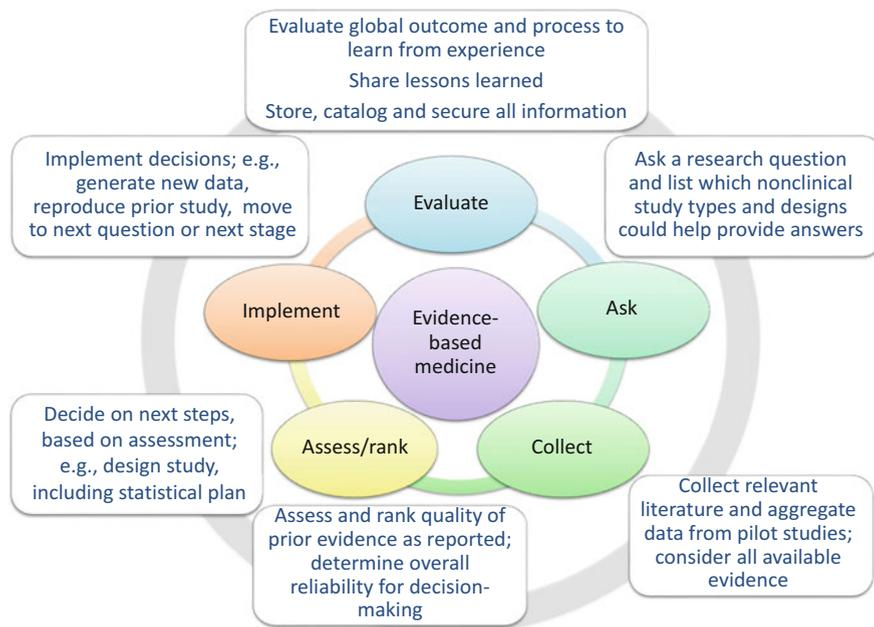 Evaluate global outcome and process to
learn from experience
Share lessons learned
Store, catalog and secure all information
Implement decisions; e.g.,
generate new data,
reproduce prior study, move
to next question or next stage
Ask a research question
and list which nonclinical
study types and designs
could help provide answers
Evaluate
Implement
Evidence-
based
medicine
Ask
Decide on next steps,
based on assessment;
e.g., design study,
including statistical plan
Assess/rank
Collect
Assess and rank quality of
prior evidence as reported;
determine overall
reliability for decision-
making
Collect relevant
literature and aggregate
data from pilot studies;
consider all available
evidence